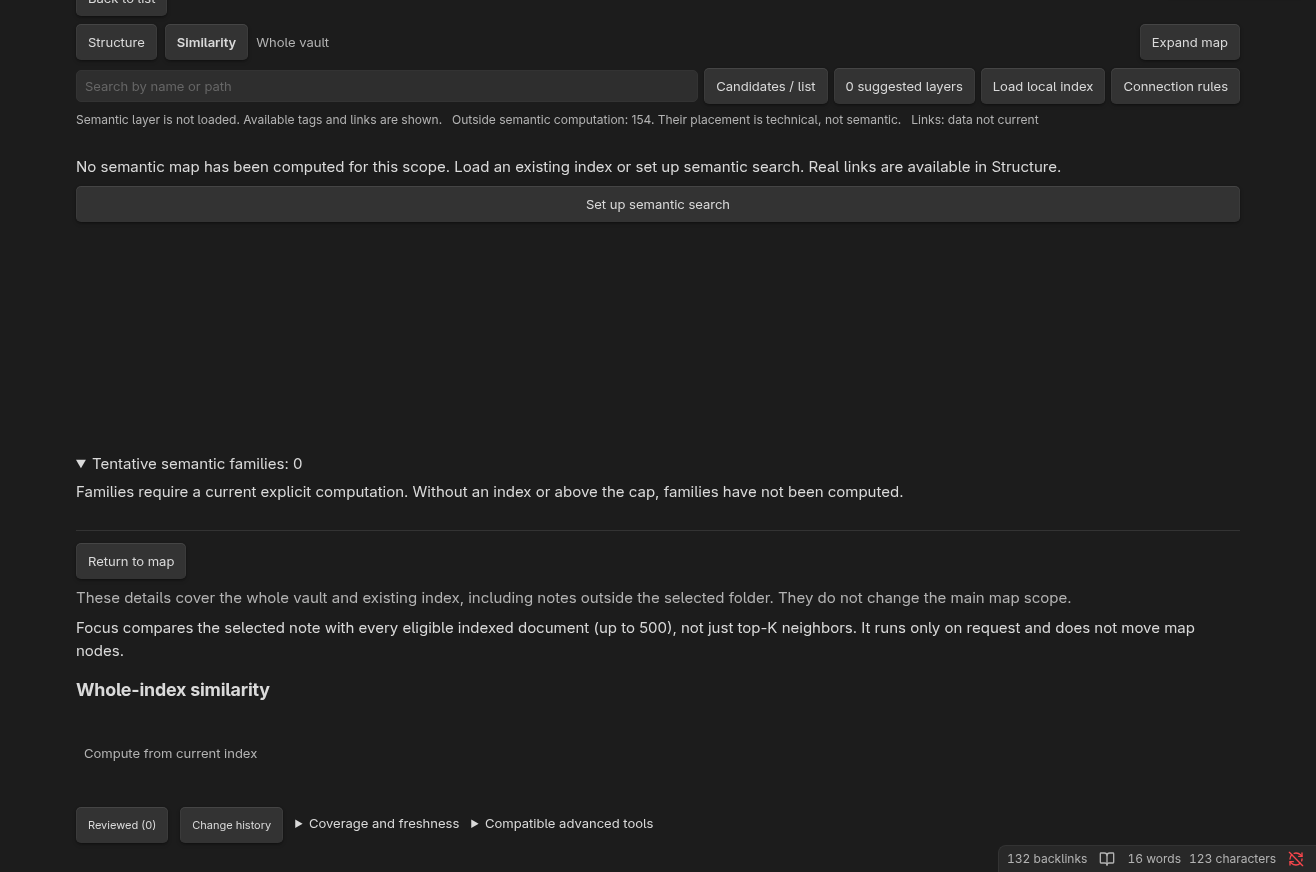 Back to list
Structure Similarity Whole vault Expand map
Search by name or path Candidates / list 0 suggested layers Load local index Connection rules
Semantic layer is not loaded. Available tags and links are shown. Outside semantic computation: 154. Their placement is technical, not semantic. Links: data not current
No semantic map has been computed for this scope. Load an existing index or set up semantic search. Real links are available in Structure.
Set up semantic search
Tentative semantic families: 0
Families require a current explicit computation. Without an index or above the cap, families have not been computed.
Return to map
These details cover the whole vault and existing index, including notes outside the selected folder. They do not change the main map scope.
Focus compares the selected note with every eligible indexed document (up to 500), not just top-K neighbors. It runs only on request and does not move map
nodes.
Whole-index similarity
Compute from current index
Reviewed (0) Change history Coverage and freshness Compatible advanced tools
132 backlinks 16 words 123 characters